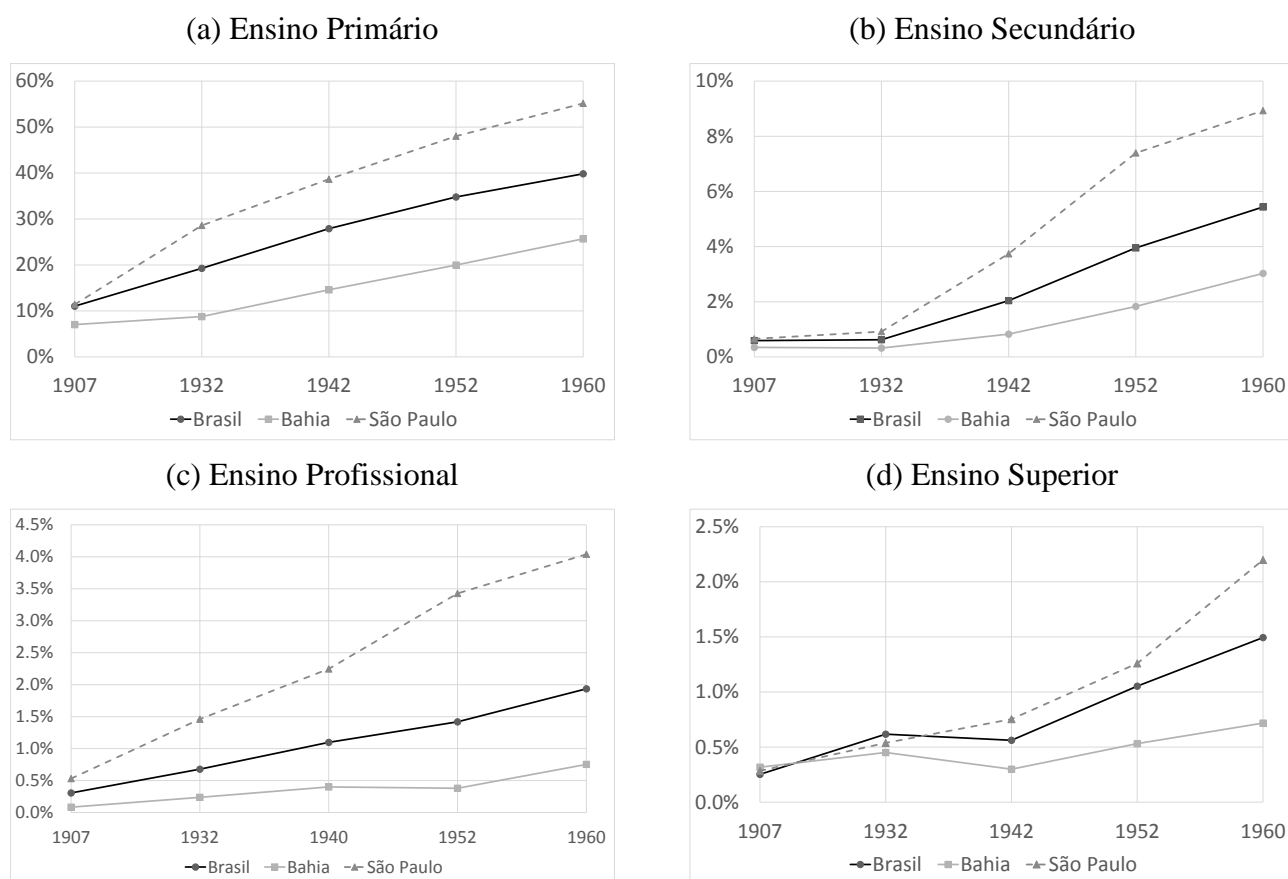 (a) Ensino Primário
60%
50%
40%
30%
20%
10%
0%
1907 1932 1942 1952 1960
Brasil Bahia São Paulo
(b) Ensino Secundário
10%
8%
6%
4%
2%
0%
1907 1932 1942 1952 1960
Brasil Bahia São Paulo
(c) Ensino Profissional
4.5%
4.0%
3.5%
3.0%
2.5%
2.0%
1.5%
1.0%
0.5%
0.0%
1907 1932 1940 1952 1960
Brasil Bahia São Paulo
(d) Ensino Superior
2.5%
2.0%
1.5%
1.0%
0.5%
0.0%
1907 1932 1942 1952 1960
Brasil Bahia São Paulo